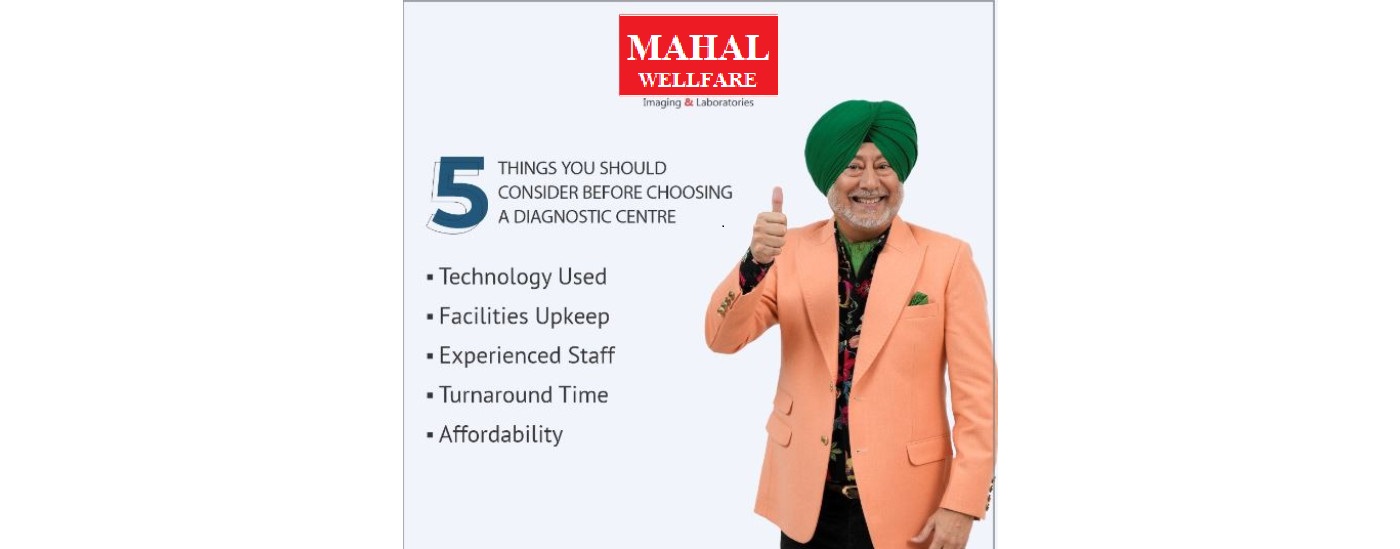 MAHAL
WELLFARE
Imaging & Laboratories
5
THINGS YOU SHOULD
CONSIDER BEFORE CHOOSING
A DIAGNOSTIC CENTRE
▪ Technology Used
▪ Facilities Upkeep
▪ Experienced Staff
▪ Turnaround Time
▪ Affordability